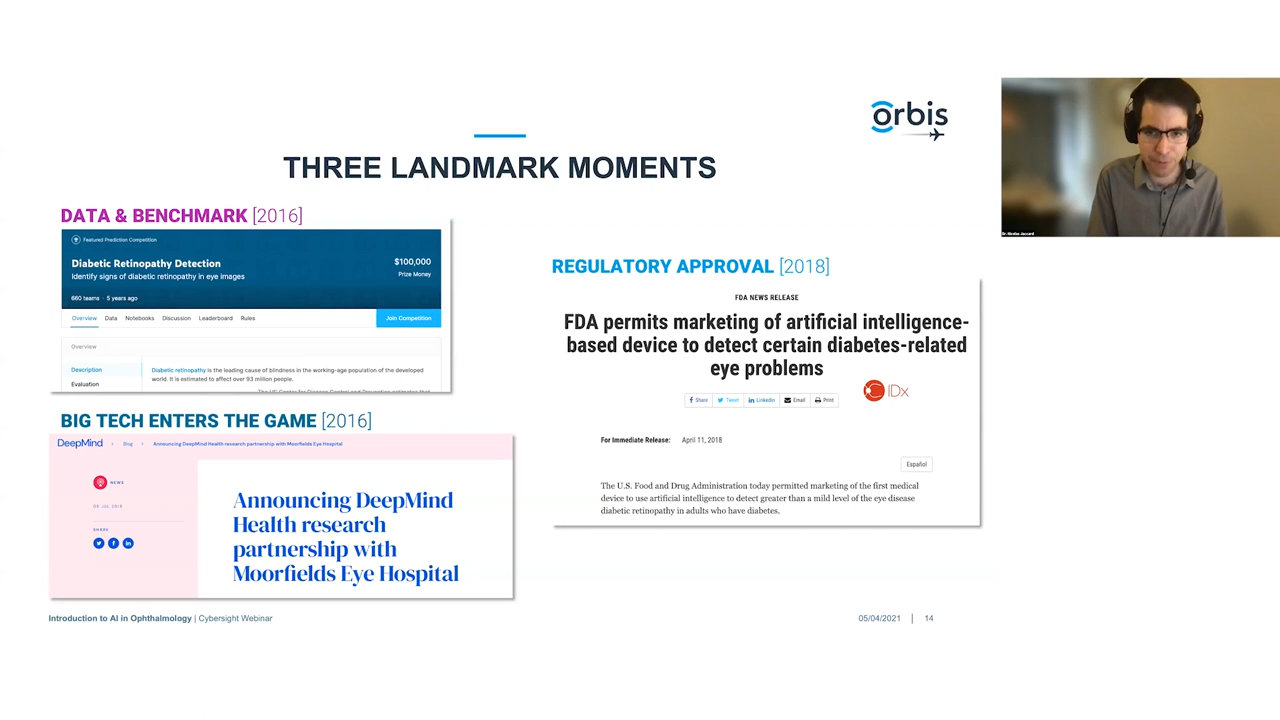 orbis
THREE LANDMARK MOMENTS
DATA & BENCHMARK [2016]
Featured Prediction Competition
Diabetic Retinopathy Detection
Identify signs of diabetic retinopathy in eye images
$100,000
Prize Money
660 teams · 5 years ago
Overview Data Notebooks Discussion Leaderboard Rules Join Competition
Overview
Description
Evaluation
Diabetic retinopathy is the leading cause of blindness in the working-age population of the developed
world. It is estimated to affect over 93 million people.
BIG TECH ENTERS THE GAME [2016]
DeepMind > Blog > Announcing DeepMind Health research partnership with Moorfields Eye Hospital
NEWS
05 JUL 2016
SHARE
Announcing DeepMind
Health research
partnership with
Moorfields Eye Hospital
REGULATORY APPROVAL [2018]
FDA NEWS RELEASE
FDA permits marketing of artificial intelligence-
based device to detect certain diabetes-related
eye problems
Share Tweet LinkedIn Email Print
IDx
For Immediate Release: April 11, 2018
Español
The U.S. Food and Drug Administration today permitted marketing of the first medical
device to use artificial intelligence to detect greater than a mild level of the eye disease
diabetic retinopathy in adults who have diabetes.
Introduction to AI in Ophthalmology | Cybersight Webinar
05/04/2021 | 14
Dr. Nicolas Jaccard